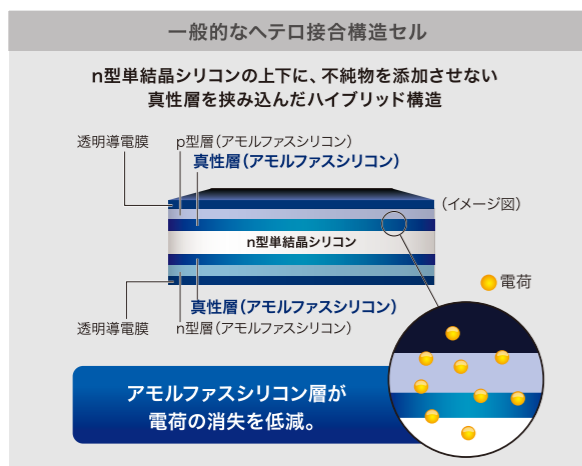 一般的なヘテロ接合構造セル
n型単結晶シリコンの上下に、不純物を添加させない
真性層を挟み込んだハイブリッド構造
透明導電膜
p型層（アモルファスシリコン）
真性層（アモルファスシリコン）
（イメージ図）
n型単結晶シリコン
電荷
真性層（アモルファスシリコン）
透明導電膜
n型層（アモルファスシリコン）
アモルファスシリコン層が
電荷の消失を低減。